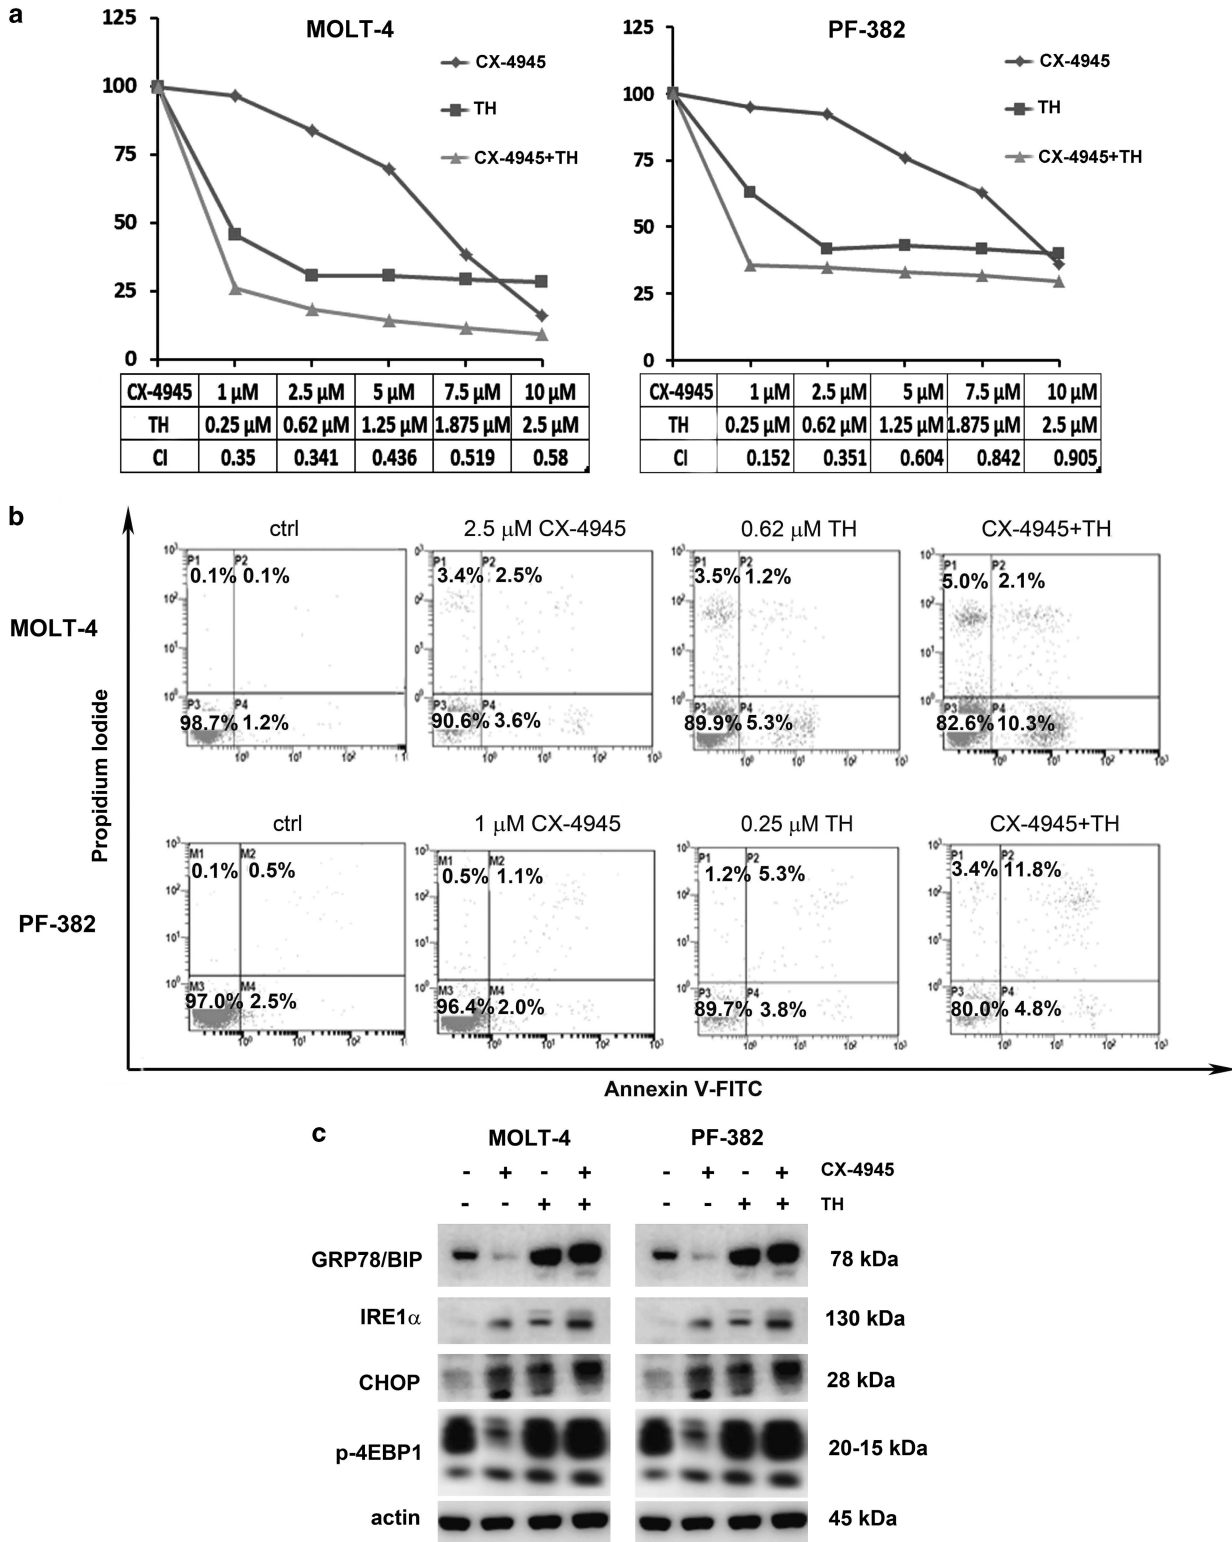 a
MOLT-4
125
100
75
50
25
0
CX-4945
TH
CX-4945+TH
CX-4945 1 µM 2.5 µM 5 µM 7.5 µM 10 µM
TH 0.25 µM 0.62 µM 1.25 µM 1.875 µM 2.5 µM
CI 0.35 0.341 0.436 0.519 0.58
PF-382
125
100
75
50
25
0
CX-4945
TH
CX-4945+TH
CX-4945 1 µM 2.5 µM 5 µM 7.5 µM 10 µM
TH 0.25 µM 0.62 µM 1.25 µM 1.875 µM 2.5 µM
CI 0.152 0.351 0.604 0.842 0.905
b
Propidium Iodide
MOLT-4
ctrl 2.5 µM CX-4945 0.62 µM TH CX-4945+TH
P1 P2 P1 P2 P1 P2 P1 P2
0.1% 0.1% 3.4% 2.5% 3.5% 1.2% 5.0% 2.1%
P3 P4 P3 P4 P3 P4 P3 P4
98.7% 1.2% 90.6% 3.6% 89.9% 5.3% 82.6% 10.3%
PF-382
ctrl 1 µM CX-4945 0.25 µM TH CX-4945+TH
M1 M2 M1 M2 P1 P2 P1 P2
0.1% 0.5% 0.5% 1.1% 1.2% 5.3% 3.4% 11.8%
M3 M4 M3 M4 P3 P4 P3 P4
97.0% 2.5% 96.4% 2.0% 89.7% 3.8% 80.0% 4.8%
Annexin V-FITC
c
MOLT-4 PF-382
- + - + - + - + CX-4945
- - + + - - + + TH
GRP78/BIP 78 kDa
IRE1α 130 kDa
CHOP 28 kDa
p-4EBP1 20-15 kDa
actin 45 kDa